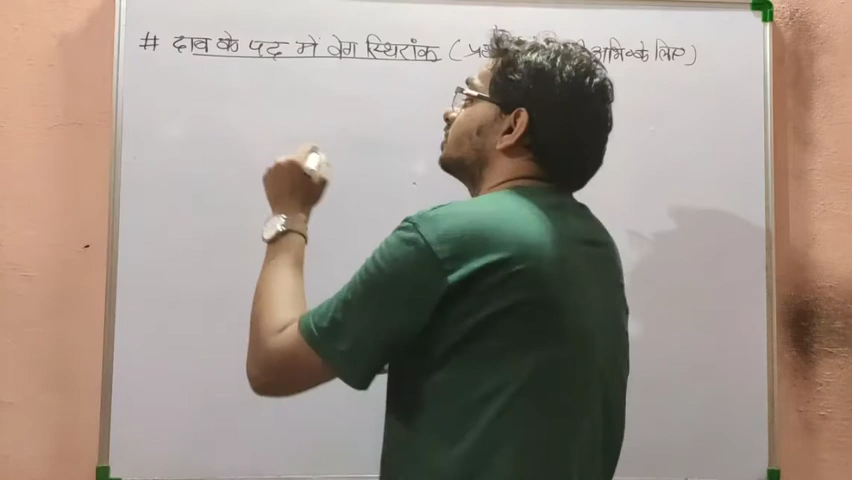 # दाब के पद में वेग स्थिरांक ( के लिए)